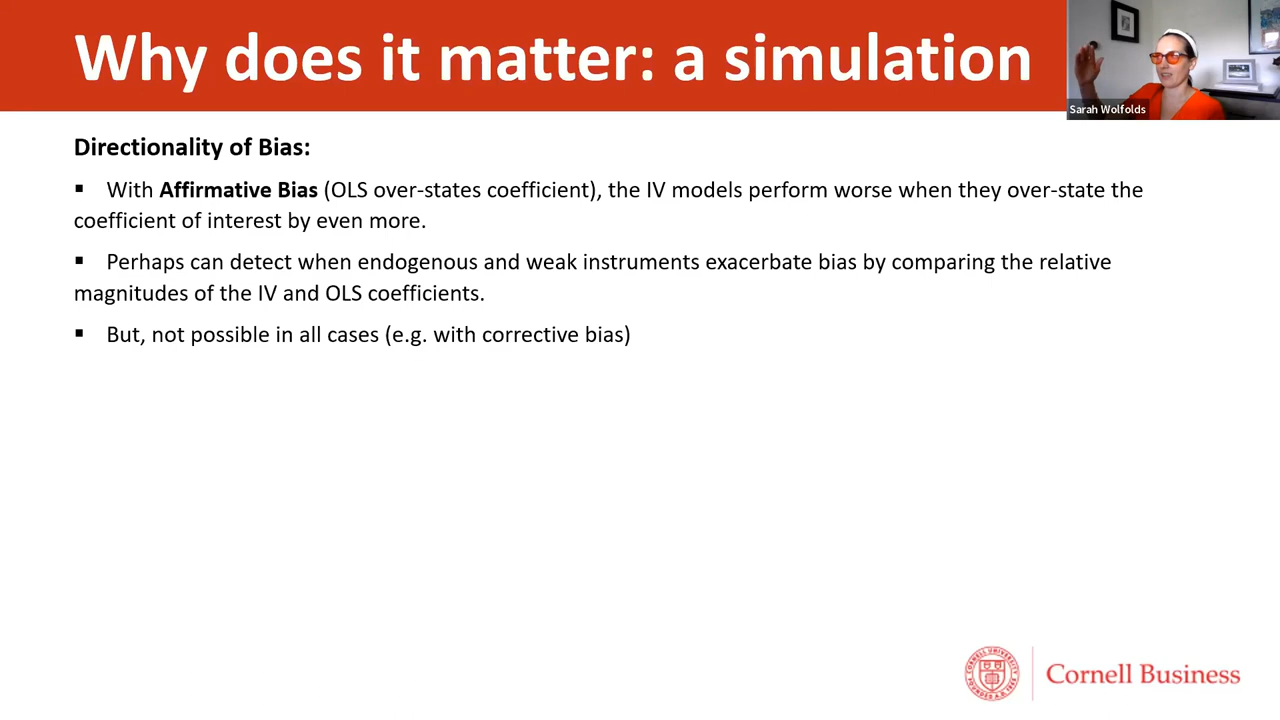 Why does it matter: a simulation
Sarah Wolfolds
Directionality of Bias:
▪ With Affirmative Bias (OLS over-states coefficient), the IV models perform worse when they over-state the
coefficient of interest by even more.
▪ Perhaps can detect when endogenous and weak instruments exacerbate bias by comparing the relative
magnitudes of the IV and OLS coefficients.
▪ But, not possible in all cases (e.g. with corrective bias)
Cornell Business